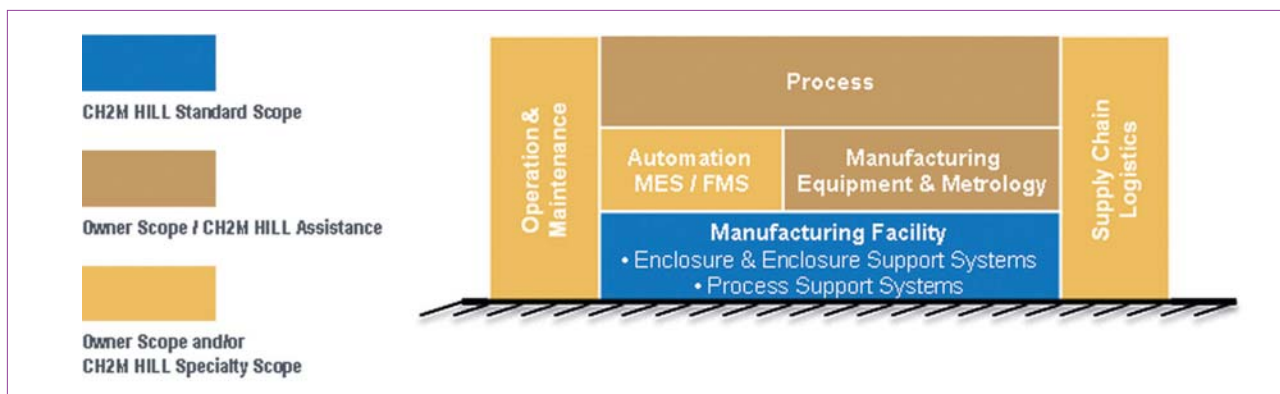 CH2M HILL Standard Scope
Owner Scope / CH2M HILL Assistance
Owner Scope and/or
CH2M HILL Specialty Scope
Operation &
Maintenance
Process
Automation
MES / FMS
Manufacturing
Equipment & Metrology
Manufacturing Facility
• Enclosure & Enclosure Support Systems
• Process Support Systems
Supply Chain
Logistics